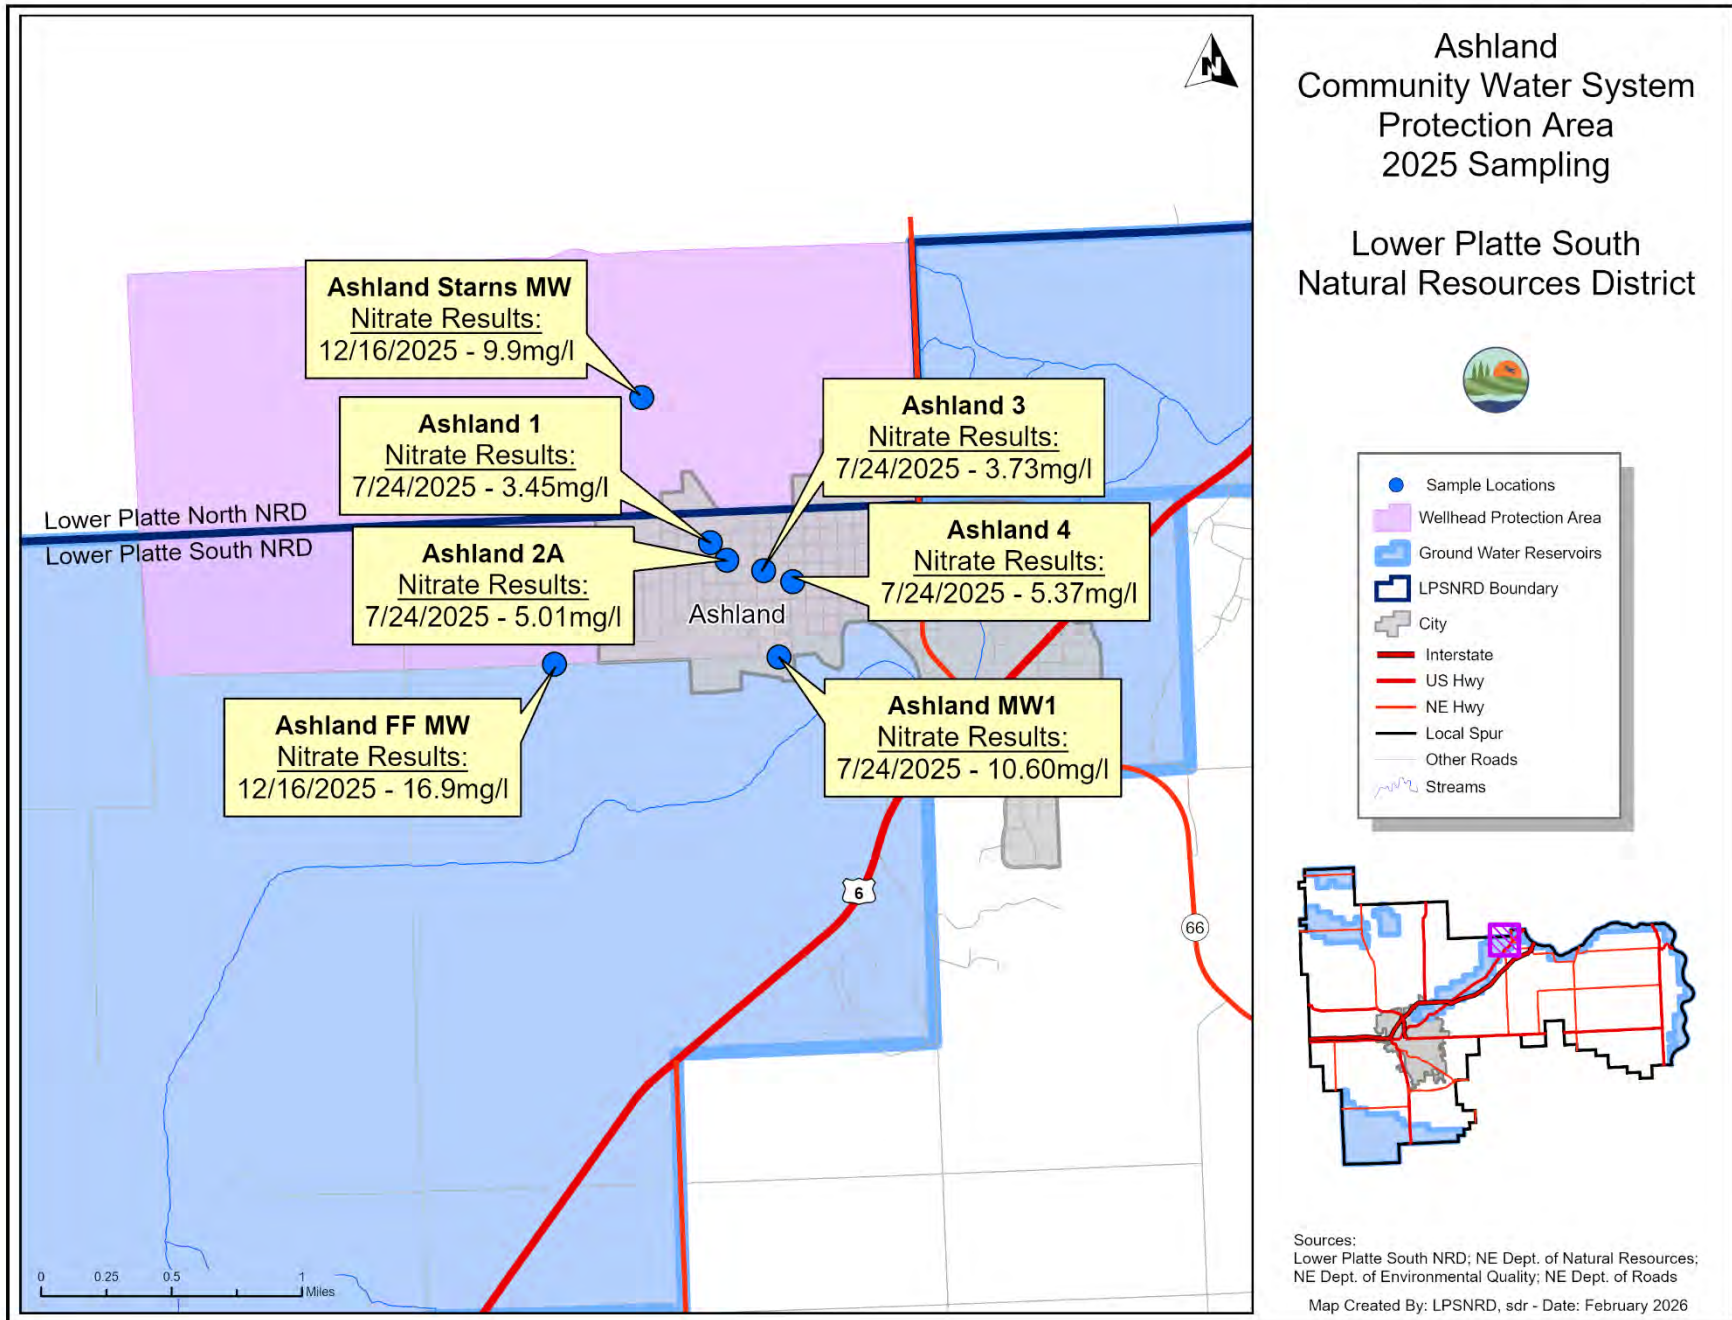 Ashland
Community Water System
Protection Area
2025 Sampling
Lower Platte South
Natural Resources District
N
Ashland Starns MW
Nitrate Results:
12/16/2025 - 9.9mg/l
Ashland 1
Nitrate Results:
7/24/2025 - 3.45mg/l
Ashland 3
Nitrate Results:
7/24/2025 - 3.73mg/l
Lower Platte North NRD
Lower Platte South NRD
Ashland 2A
Nitrate Results:
7/24/2025 - 5.01mg/l
Ashland 4
Nitrate Results:
7/24/2025 - 5.37mg/l
Ashland
Ashland FF MW
Nitrate Results:
12/16/2025 - 16.9mg/l
Ashland MW1
Nitrate Results:
7/24/2025 - 10.60mg/l
6
66
0 0.25 0.5 1
Miles
Sample Locations
Wellhead Protection Area
Ground Water Reservoirs
LPSNRD Boundary
City
Interstate
US Hwy
NE Hwy
Local Spur
Other Roads
Streams
Sources:
Lower Platte South NRD; NE Dept. of Natural Resources;
NE Dept. of Environmental Quality; NE Dept. of Roads
Map Created By: LPSNRD, sdr - Date: February 2026